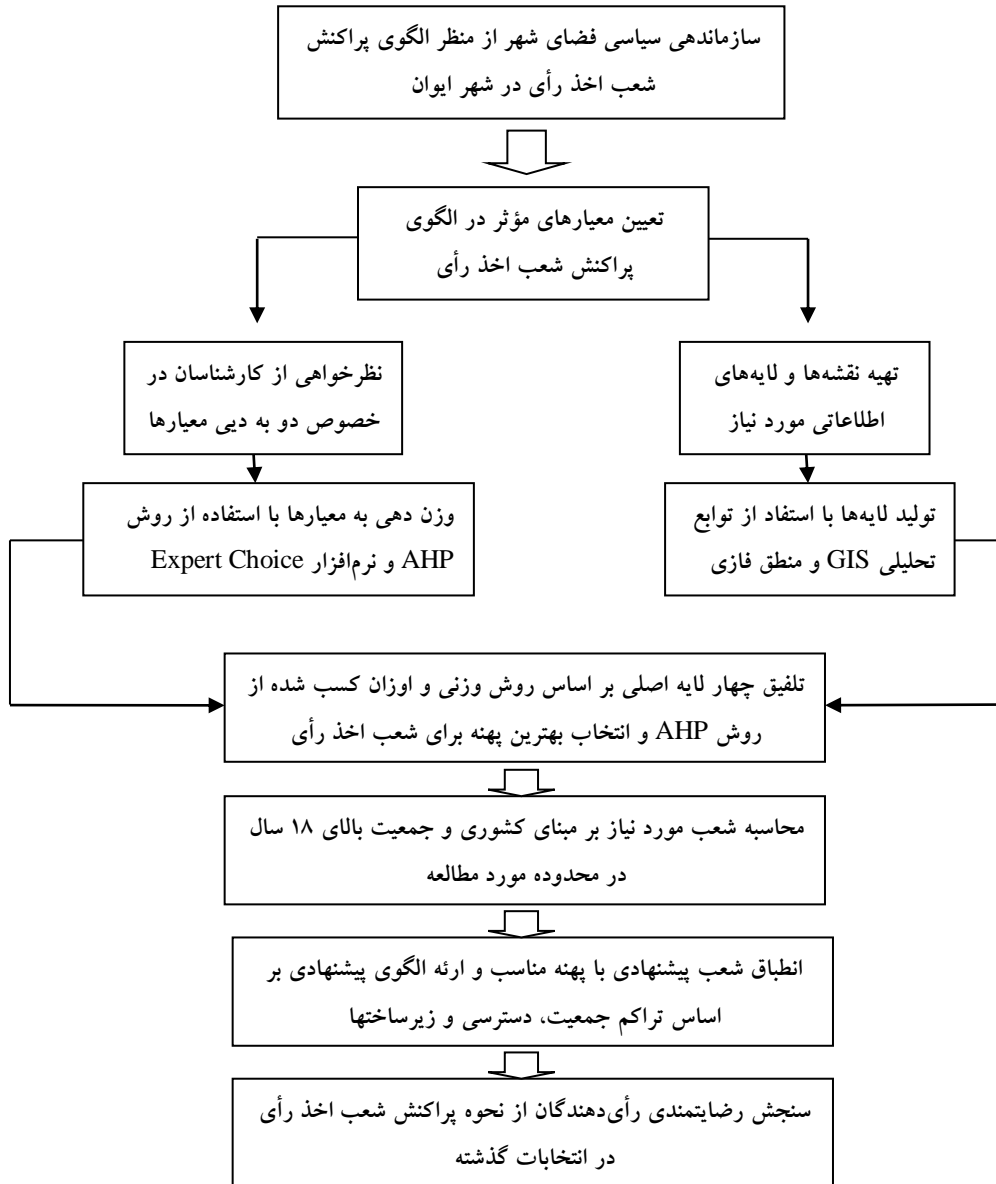 سازماندهی سیاسی فضای شهر از منظر الگوی پراکنش
شعب اخذ رأی در شهر ایوان
تعیین معیارهای مؤثر در الگوی
پراکنش شعب اخذ رأی
تهیه نقشه‌ها و لایه‌های
اطلاعاتی مورد نیاز
نظرخواهی از کارشناسان در
خصوص دو به دیی معیارها
تولید لایه‌ها با استفاد از توابع
تحلیلی GIS و منطق فازی
وزن دهی به معیارها با استفاده از روش
AHP و نرم‌افزار Expert Choice
تلفیق چهار لایه اصلی بر اساس روش وزنی و اوزان کسب شده از
روش AHP و انتخاب بهترین پهنه برای شعب اخذ رأی
محاسبه شعب مورد نیاز بر مبنای کشوری و جمعیت بالای ۱۸ سال
در محدوده مورد مطالعه
انطباق شعب پیشنهادی با پهنه مناسب و ارئه الگوی پیشنهادی بر
اساس تراکم جمعیت، دسترسی و زیرساختها
سنجش رضایتمندی رأی‌دهندگان از نحوه پراکنش شعب اخذ رأی
در انتخابات گذشته